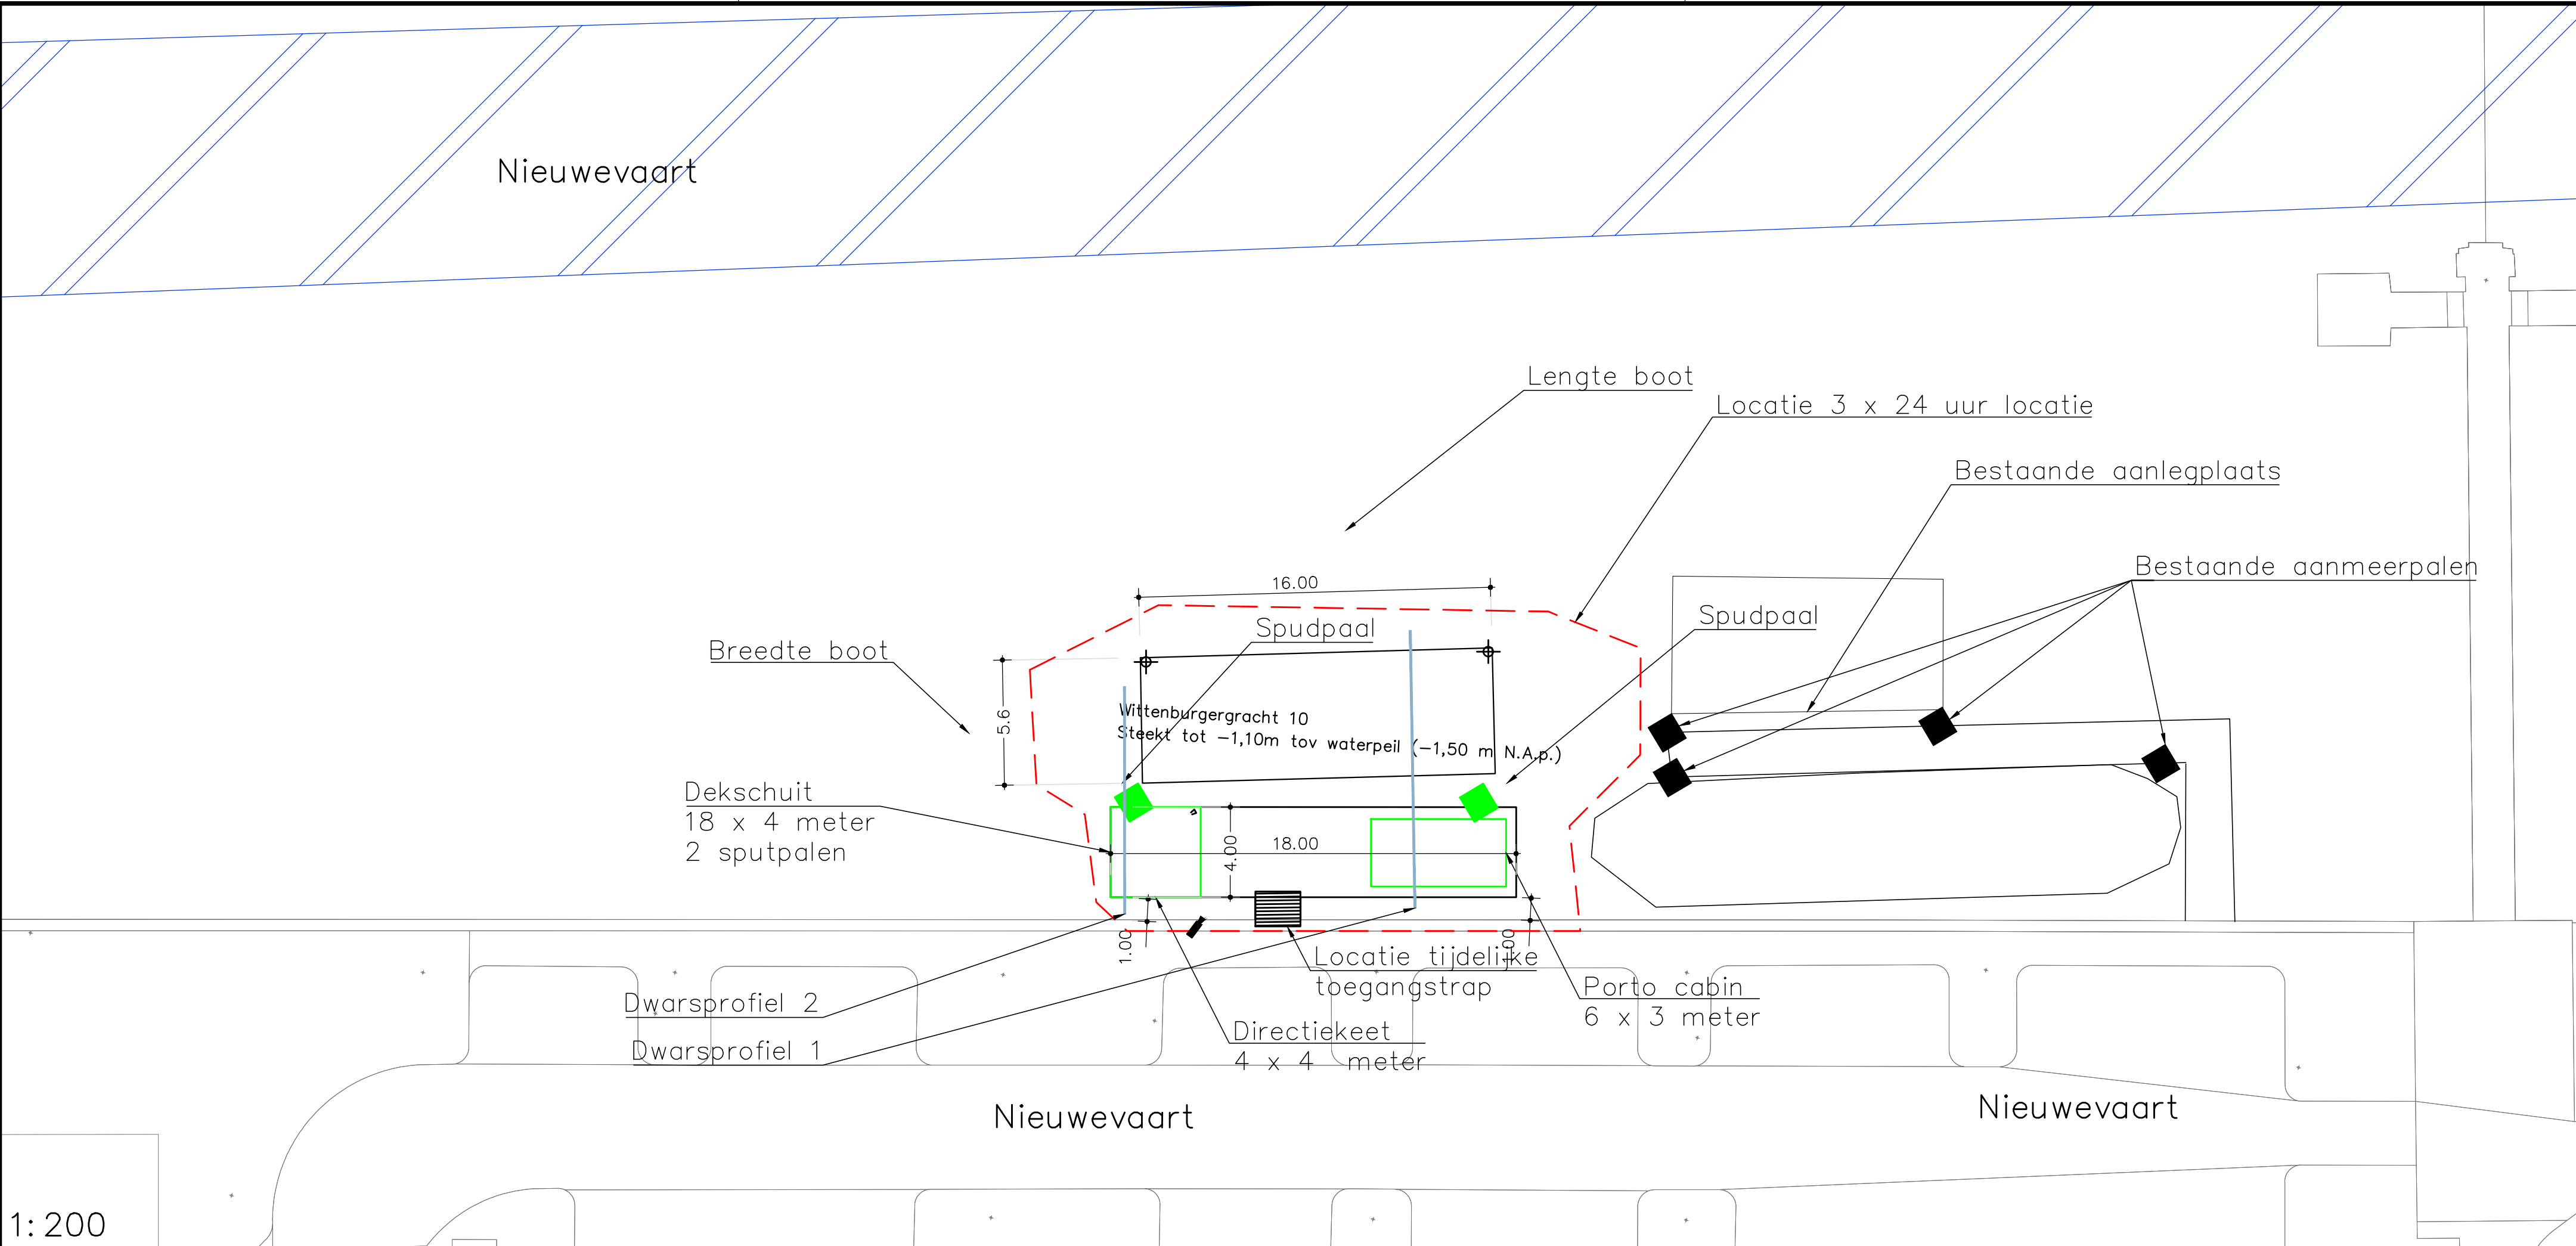 Nieuwevaart
Lengte boot
Locatie 3 x 24 uur locatie
Bestaande aanlegplaats
Bestaande aanmeerpalen
16.00
Spudpaal
Spudpaal
Breedte boot
5.6
Wittenburgergracht 10
Steekt tot -1,10m tov waterpeil (-1,50 m N.A.p.)
Dekschuit
18 x 4 meter
2 sputpalen
4.00
18.00
1.00
1.00
Locatie tijdelijke
toegangstrap
Porto cabin
6 x 3 meter
Dwarsprofiel 2
Directiekeet
4 x 4 meter
Dwarsprofiel 1
Nieuwevaart
Nieuwevaart
1:200